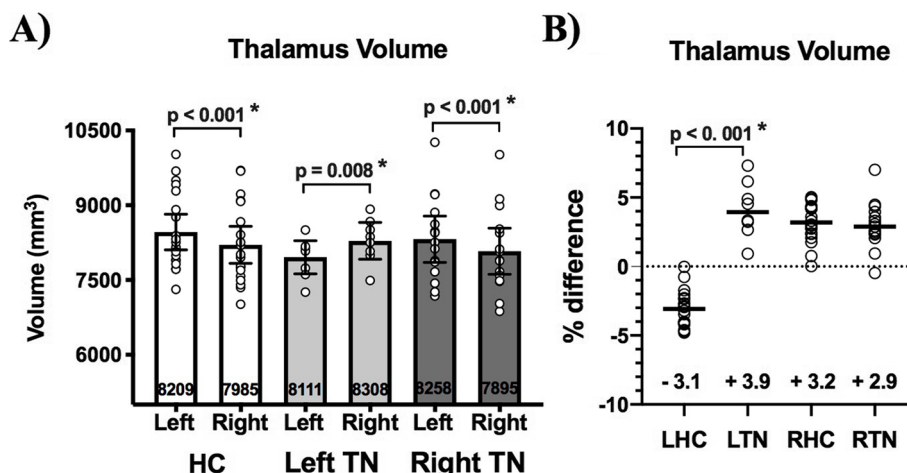 A)
Thalamus Volume
p < 0.001 *
p = 0.008 *
p < 0.001 *
Volume (mm³)
10500
9000
7500
6000
8209 7985 8111 8308 8258 7895
Left Right Left Right Left Right
HC Left TN Right TN
B)
Thalamus Volume
p < 0. 001 *
% difference
10
5
0
-5
-10
- 3.1 + 3.9 + 3.2 + 2.9
LHC LTN RHC RTN